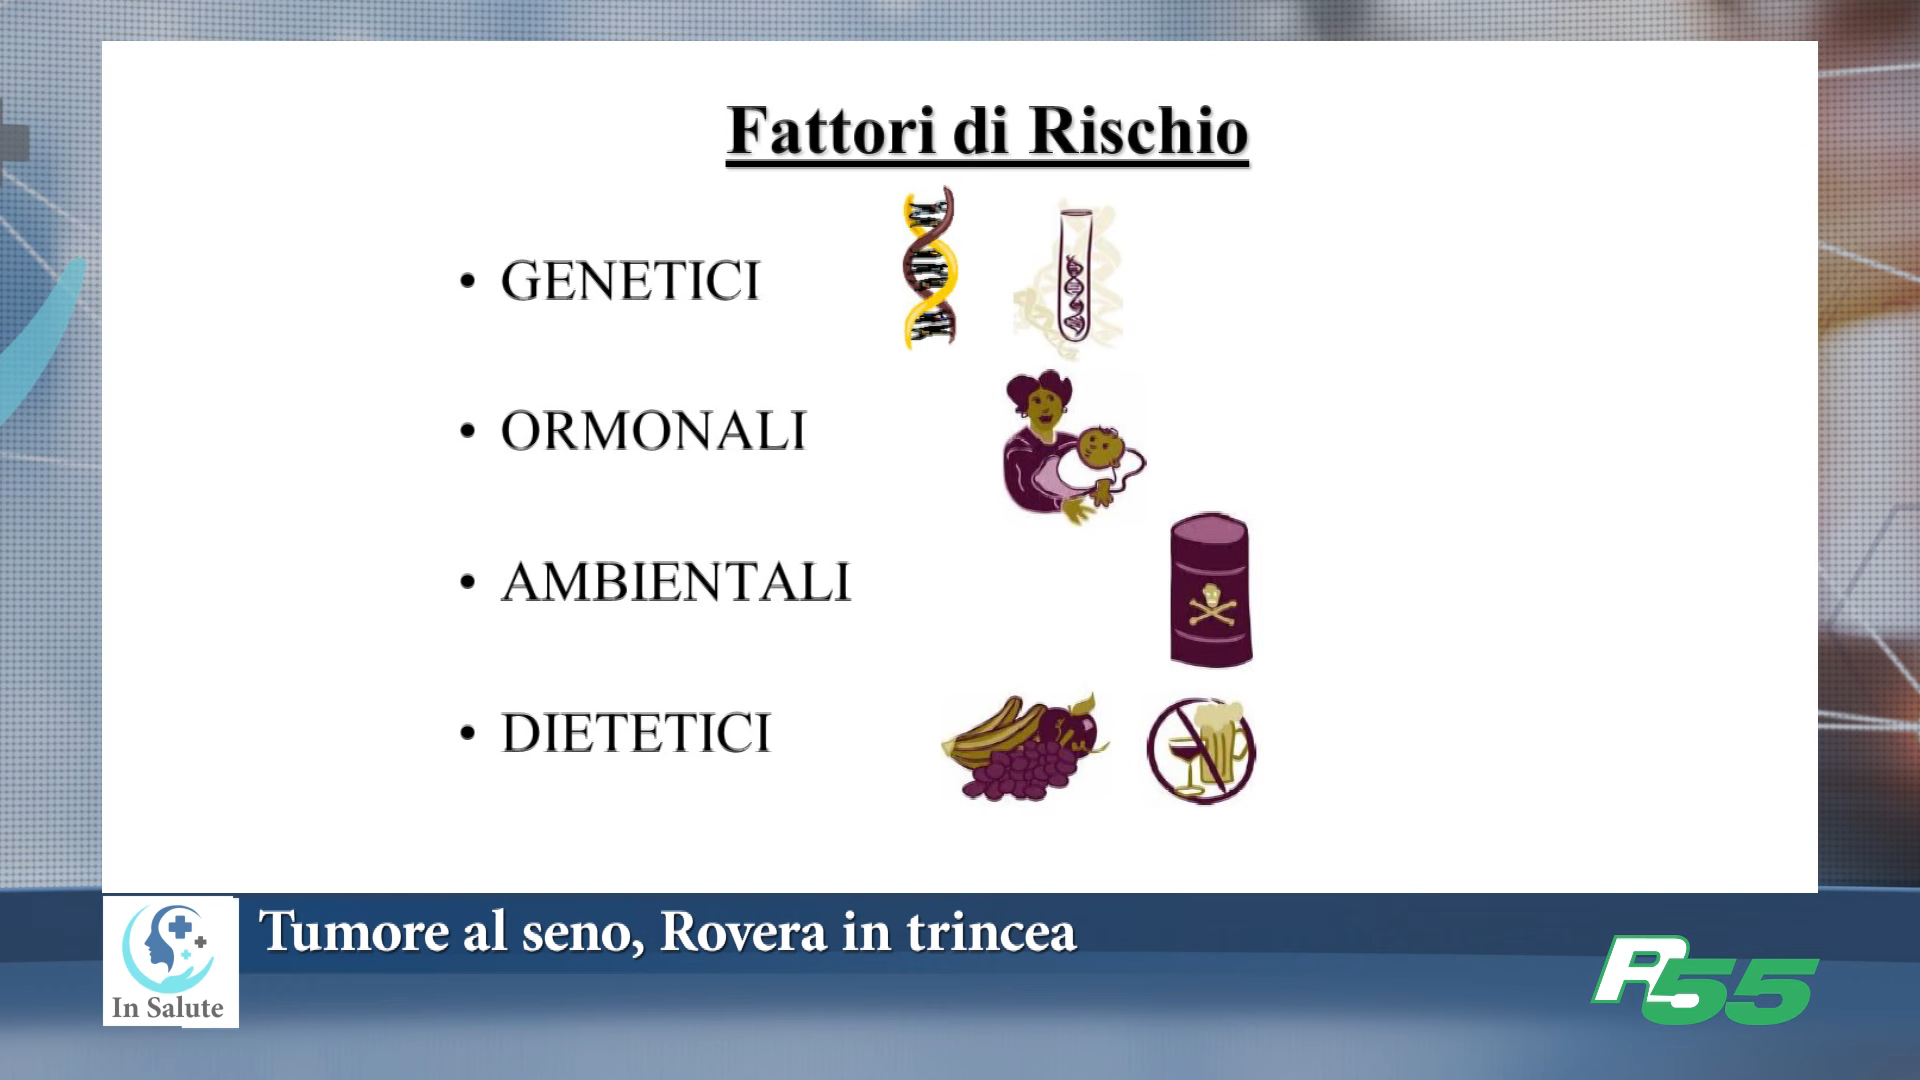 Fattori di Rischio
• GENETICI
• ORMONALI
• AMBIENTALI
• DIETETICI
Tumore al seno, Rovera in trincea
In Salute
R55